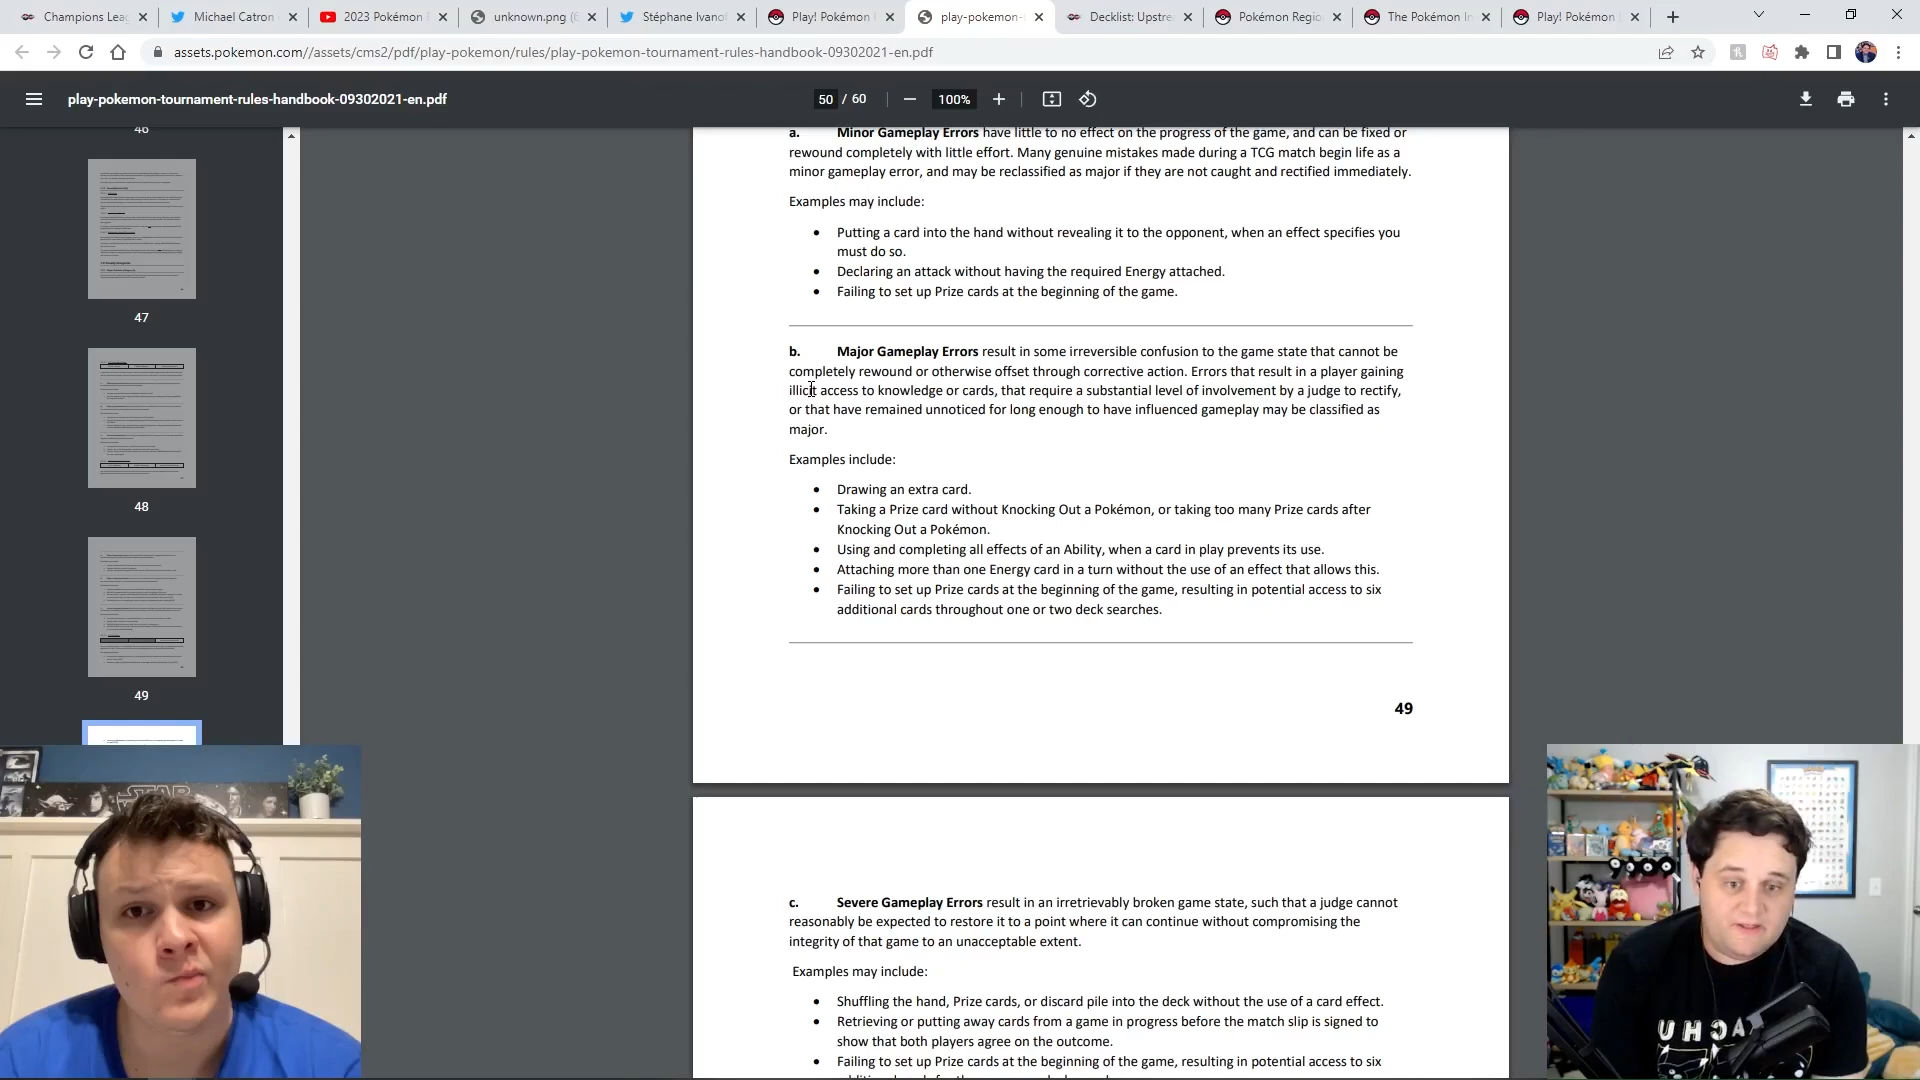 Champions Lea
Michael Catron
2023 Pokémon
unknown.png (6
Stéphane Ivanof
Play! Pokémon
play-pokemon-
Decklist: Upstre
Pokémon Regio
The Pokémon In
Play! Pokémon
assets.pokemon.com//assets/cms2/pdf/play-pokemon/rules/play-pokemon-tournament-rules-handbook-09302021-en.pdf
play-pokemon-tournament-rules-handbook-09302021-en.pdf
50 / 60
100%
46
47
48
49
a. Minor Gameplay Errors have little to no effect on the progress of the game, and can be fixed or
rewound completely with little effort. Many genuine mistakes made during a TCG match begin life as a
minor gameplay error, and may be reclassified as major if they are not caught and rectified immediately.
Examples may include:
• Putting a card into the hand without revealing it to the opponent, when an effect specifies you
must do so.
• Declaring an attack without having the required Energy attached.
• Failing to set up Prize cards at the beginning of the game.
b. Major Gameplay Errors result in some irreversible confusion to the game state that cannot be
completely rewound or otherwise offset through corrective action. Errors that result in a player gaining
illicit access to knowledge or cards, that require a substantial level of involvement by a judge to rectify,
or that have remained unnoticed for long enough to have influenced gameplay may be classified as
major.
Examples include:
• Drawing an extra card.
• Taking a Prize card without Knocking Out a Pokémon, or taking too many Prize cards after
Knocking Out a Pokémon.
• Using and completing all effects of an Ability, when a card in play prevents its use.
• Attaching more than one Energy card in a turn without the use of an effect that allows this.
• Failing to set up Prize cards at the beginning of the game, resulting in potential access to six
additional cards throughout one or two deck searches.
49
c. Severe Gameplay Errors result in an irretrievably broken game state, such that a judge cannot
reasonably be expected to restore it to a point where it can continue without compromising the
integrity of that game to an unacceptable extent.
Examples may include:
• Shuffling the hand, Prize cards, or discard pile into the deck without the use of a card effect.
• Retrieving or putting away cards from a game in progress before the match slip is signed to
show that both players agree on the outcome.
• Failing to set up Prize cards at the beginning of the game, resulting in potential access to six
STAR WARS